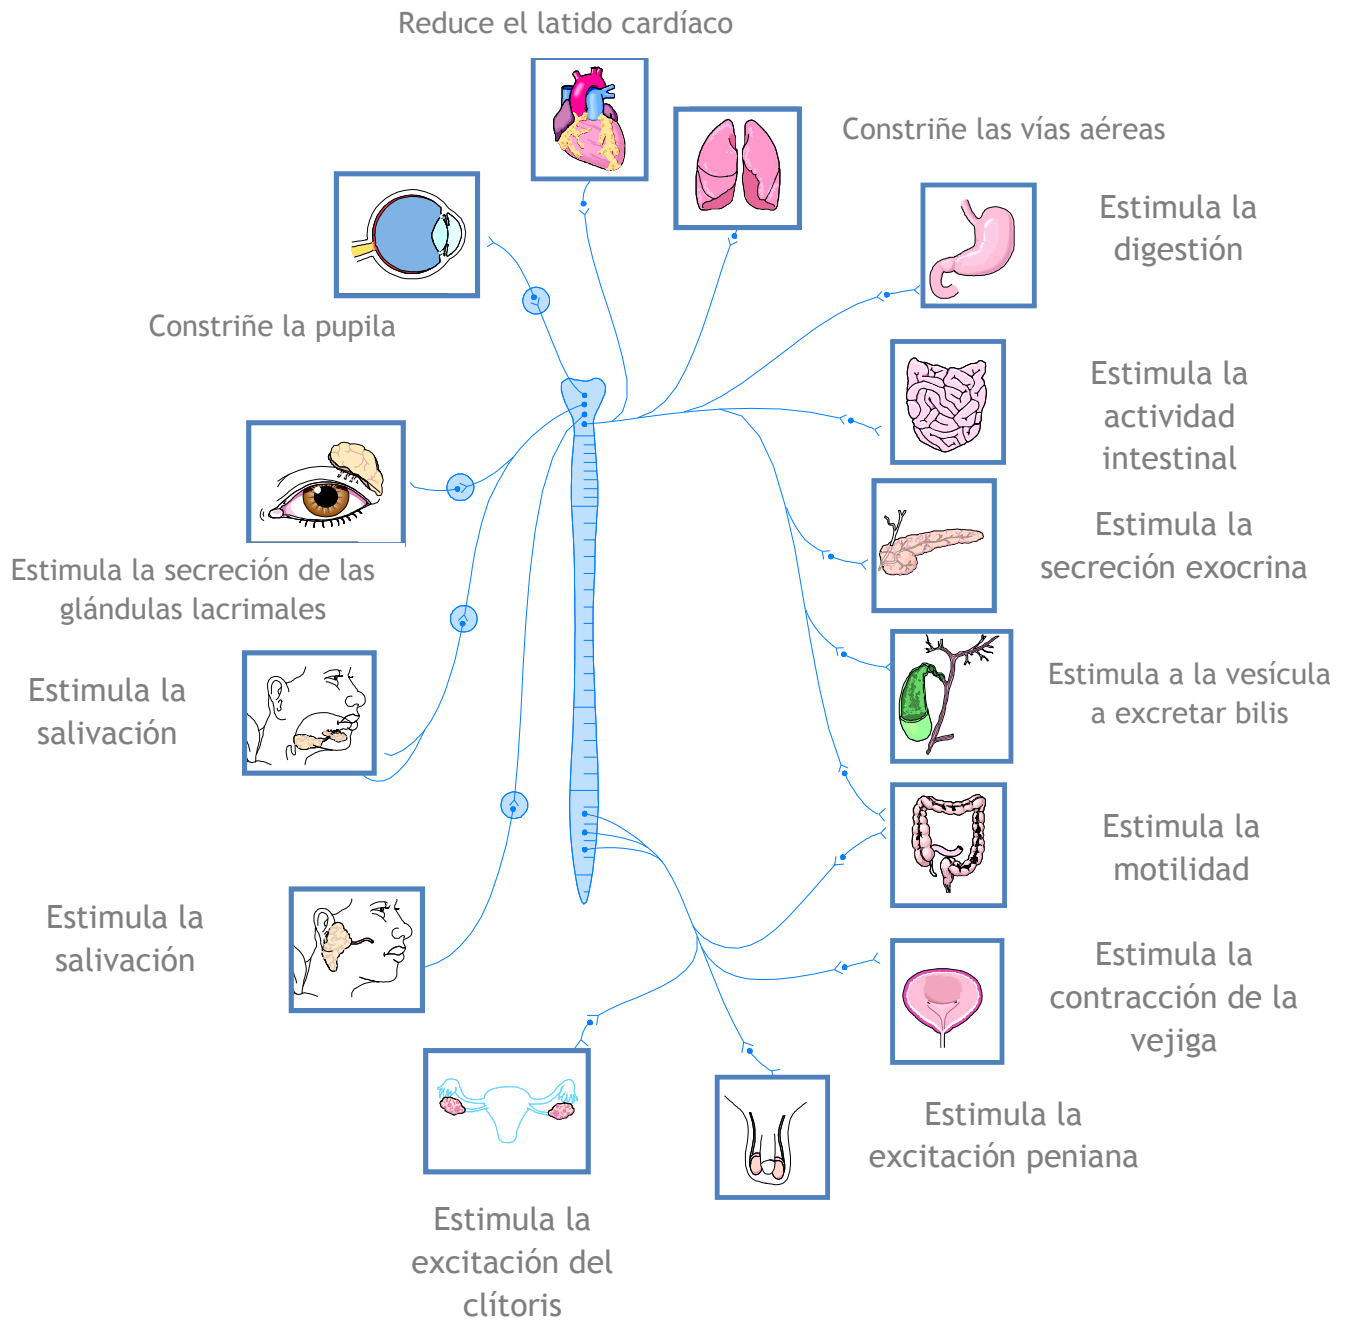 Reduce el latido cardíaco
Constriñe las vías aéreas
Estimula la
digestión
Constriñe la pupila
Estimula la
actividad
intestinal
Estimula la
secreción exocrina
Estimula la secreción de las
glándulas lacrimales
Estimula a la vesícula
a excretar bilis
Estimula la
salivación
Estimula la
motilidad
Estimula la
salivación
Estimula la
contracción de la
vejiga
Estimula la
excitación peniana
Estimula la
excitación del
clítoris